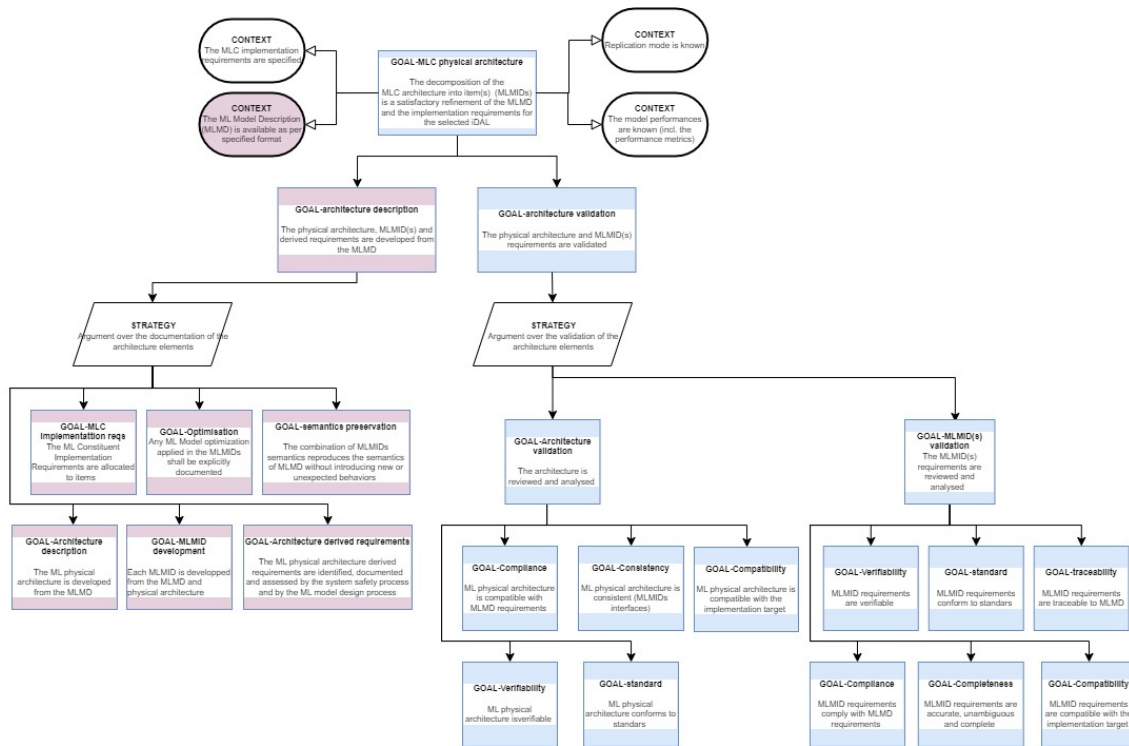 CONTEXT
The MLC implementation
requirements are specified
CONTEXT
The ML Model Description
(MLMD) is available as per
specified format
GOAL-MLC physical architecture
The decomposition of the
MLC architecture into item(s) (MLMIDs)
is a satisfactory refinement of the MLMD
and the implementation requirements for
the selected iDAL
CONTEXT
Replication mode is known
CONTEXT
The model performances
are known (incl. the
performance metrics)
GOAL-architecture description
The physical architecture, MLMID(s) and
derived requirements are developed from
the MLMD
GOAL-architecture validation
The physical architecture and MLMID(s)
requirements are validated
STRATEGY
Argument over the documentation of the
architecture elements
STRATEGY
Argument over the validation of the
architecture elements
GOAL-MLC
Implementattion reqs
The ML Constituent
Implementation
Requirements are allocated
to items
GOAL-Optimisation
Any ML Model optimization
applied in the MLMIDs
shall be explicitly
documented
GOAL-semantics preservation
The combination of MLMIDs
semantics reproduces the semantics
of MLMD without introducing new or
unexpected behaviors
GOAL-Architecture
description
The ML physical
architecture is developed
from the MLMD
GOAL-MLMID
development
Each MLMID is developped
from the MLMD and
physical architecture
GOAL-Architecture derived requirements
The ML physical architecture derived
requirements are identified, documented
and assessed by the system safety process
and by the ML model design process
GOAL-Architecture
validation
The architecture is
reviewed and analysed
GOAL-MLMID(s)
validation
The MLMID(s)
requirements are
reviewed and
analysed
GOAL-Compliance
ML physical architecture
is compatible with
MLMD requirements
GOAL-Consistency
ML physical architecture is
consistent (MLMIDs
interfaces)
GOAL-Compatibility
ML physical architecture is
compatible with the
implementation target
GOAL-Verifiability
MLMID requirements
are verifiable
GOAL-standard
MLMID requirements
conform to standars
GOAL-traceability
MLMID requirements
are traceable to MLMD
GOAL-Verifiability
ML physical
architecture isverifiable
GOAL-standard
ML physical
architecture conforms to
standars
GOAL-Compliance
MLMID requirements
comply with MLMD
requirements
GOAL-Completeness
MLMID requirements are
accurate, unambiguous
and complete
GOAL-Compatibility
MLMID requirements
are compatible with the
implementation target